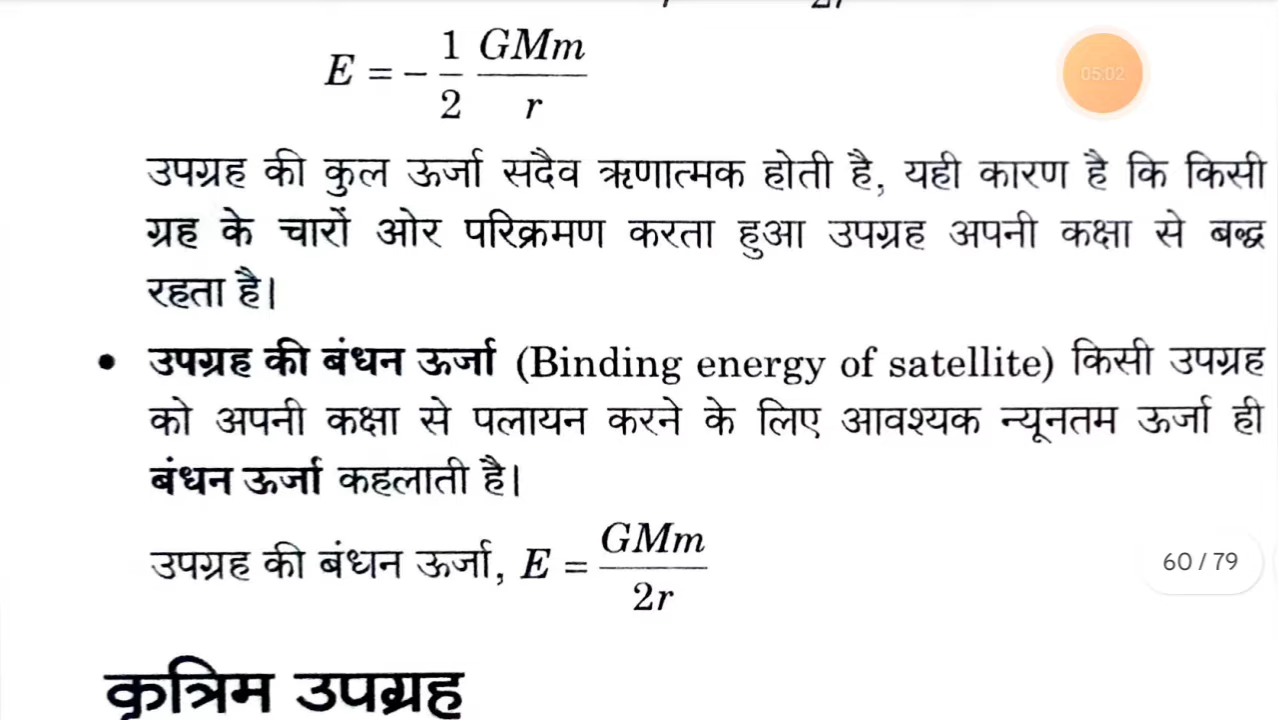 E = - 1/2 GMm/r
05:02
उपग्रह की कुल ऊर्जा सदैव ऋणात्मक होती है, यही कारण है कि किसी
ग्रह के चारों ओर परिक्रमण करता हुआ उपग्रह अपनी कक्षा से बद्ध
रहता है।
• उपग्रह की बंधन ऊर्जा (Binding energy of satellite) किसी उपग्रह
को अपनी कक्षा से पलायन करने के लिए आवश्यक न्यूनतम ऊर्जा ही
बंधन ऊर्जा कहलाती है।
उपग्रह की बंधन ऊर्जा, E = GMm/2r
60 / 79
कृत्रिम उपग्रह